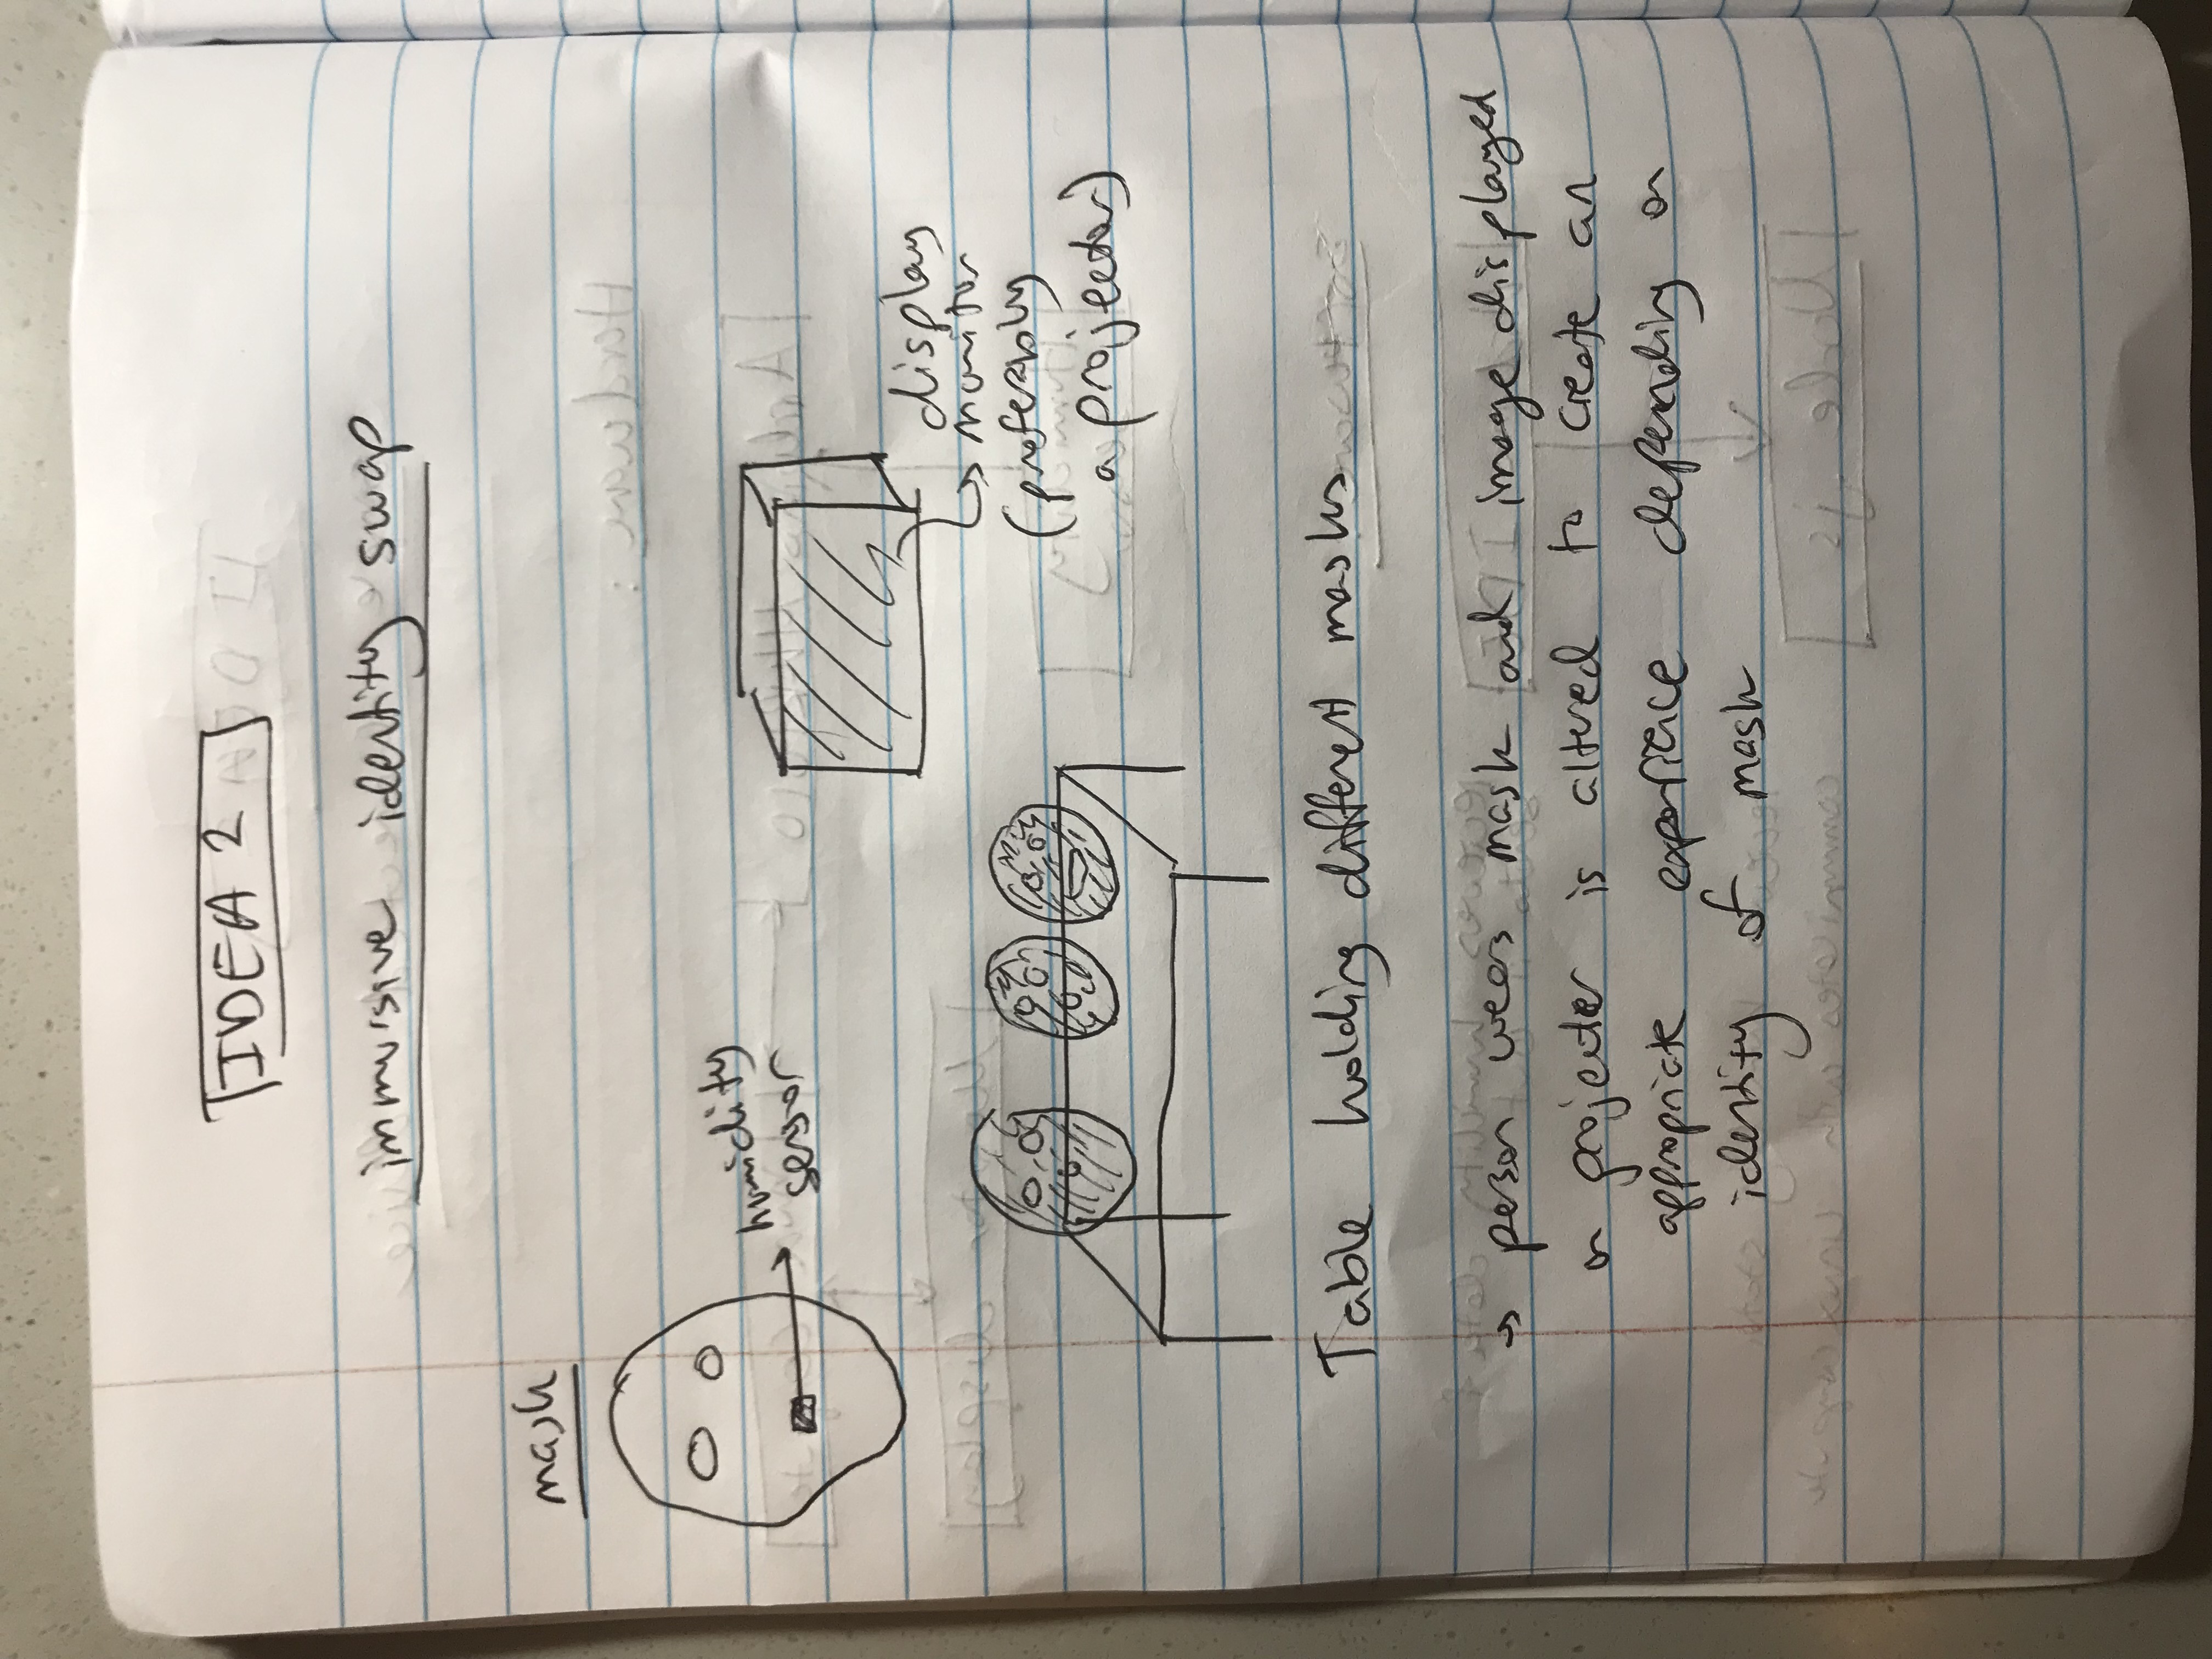 IDEA 2
immursive identity swap
mask
humidity
sensor
display
monitor
(preferably
a projector)
Table holding different masks
→ person wears mask and image displayed
on projector is altered to create an
appropriate experience depending on
identity of mask